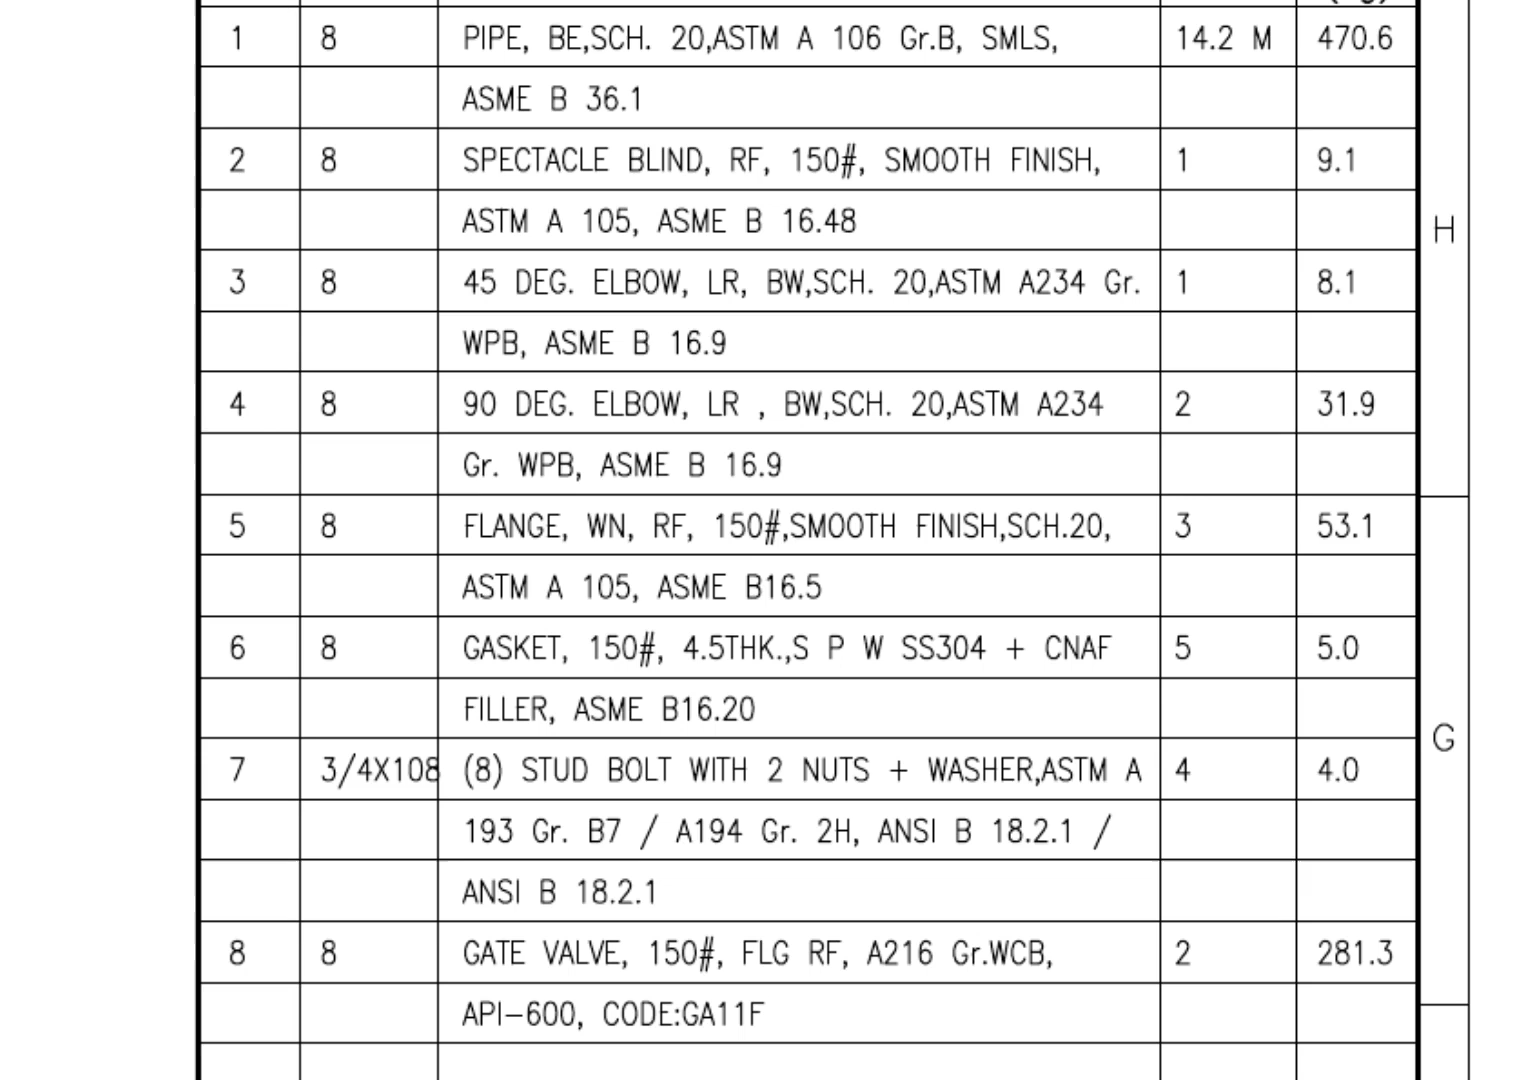 1 8 PIPE, BE,SCH. 20,ASTM A 106 Gr.B, SMLS, 14.2 M 470.6
ASME B 36.1
2 8 SPECTACLE BLIND, RF, 150#, SMOOTH FINISH, 1 9.1
ASTM A 105, ASME B 16.48
H
3 8 45 DEG. ELBOW, LR, BW,SCH. 20,ASTM A234 Gr. 1 8.1
WPB, ASME B 16.9
4 8 90 DEG. ELBOW, LR , BW,SCH. 20,ASTM A234 2 31.9
Gr. WPB, ASME B 16.9
5 8 FLANGE, WN, RF, 150#,SMOOTH FINISH,SCH.20, 3 53.1
ASTM A 105, ASME B16.5
6 8 GASKET, 150#, 4.5THK.,S P W SS304 + CNAF 5 5.0
FILLER, ASME B16.20
G
7 3/4X108 (8) STUD BOLT WITH 2 NUTS + WASHER,ASTM A 4 4.0
193 Gr. B7 / A194 Gr. 2H, ANSI B 18.2.1 /
ANSI B 18.2.1
8 8 GATE VALVE, 150#, FLG RF, A216 Gr.WCB, 2 281.3
API-600, CODE:GA11F